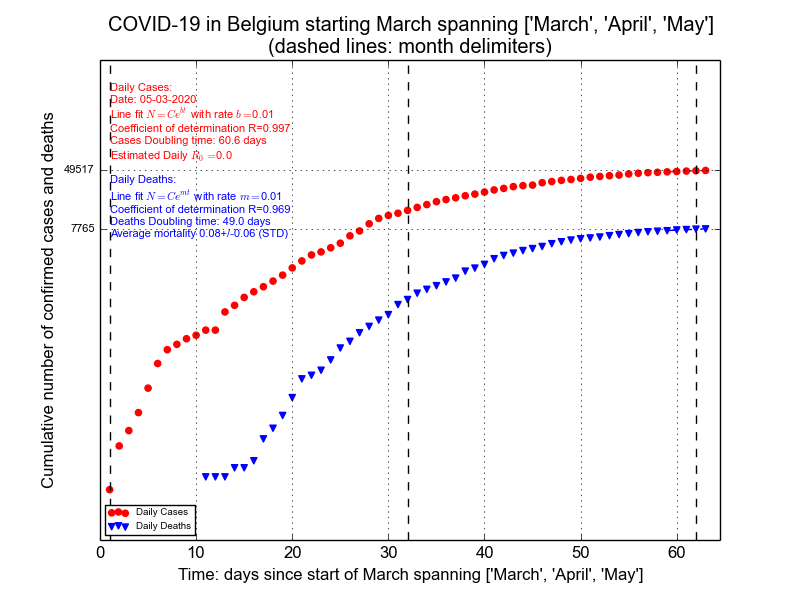 COVID-19 in Belgium starting March spanning ['March', 'April', 'May']
(dashed lines: month delimiters)
Cumulative number of confirmed cases and deaths
49517
7765
Daily Cases:
Date: 05-03-2020
Line fit N = Ce^{bt} with rate b =0.01
Coefficient of determination R=0.997
Cases Doubling time: 60.6 days
Estimated Daily R_0 =0.0
Daily Deaths:
Line fit N = Ce^{mt} with rate m =0.01
Coefficient of determination R=0.969
Deaths Doubling time: 49.0 days
Average mortality 0.08+/-0.06 (STD)
Daily Cases
Daily Deaths
0 10 20 30 40 50 60
Time: days since start of March spanning ['March', 'April', 'May']